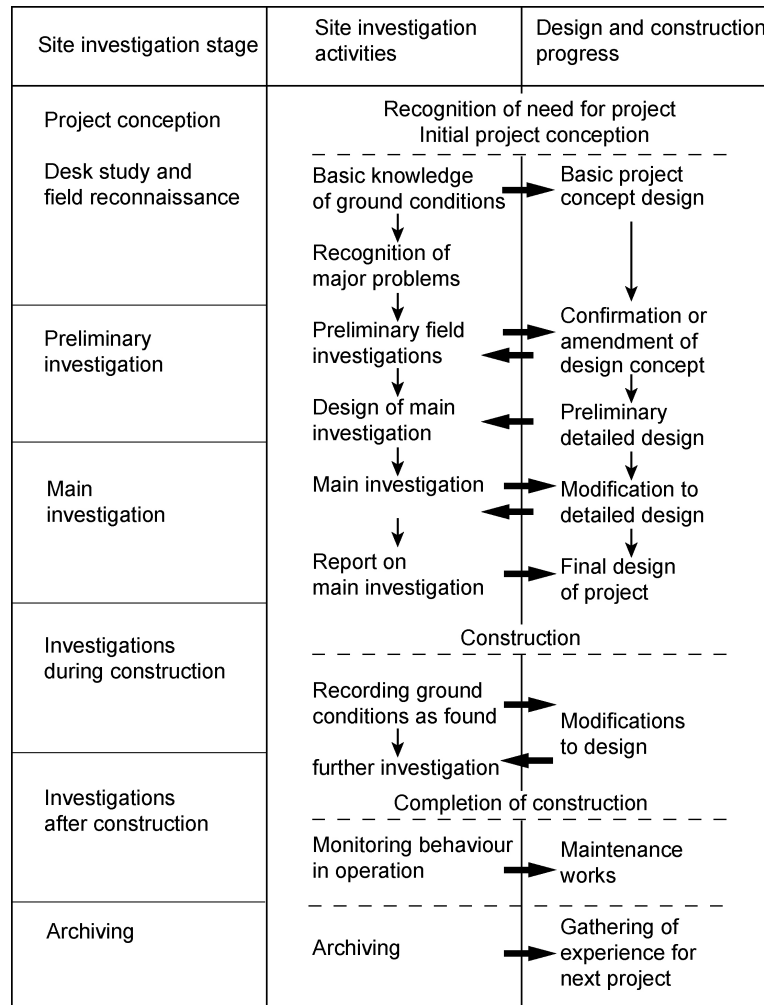 Site investigation stage
Site investigation
activities
Design and construction
progress
Project conception
Recognition of need for project
Initial project conception
Desk study and
field reconnaissance
Basic knowledge
of ground conditions
Basic project
concept design
Recognition of
major problems
Preliminary
investigation
Preliminary field
investigations
Confirmation or
amendment of
design concept
Design of main
investigation
Preliminary
detailed design
Main
investigation
Main investigation
Modification to
detailed design
Report on
main investigation
Final design
of project
Construction
Investigations
during construction
Recording ground
conditions as found
Modifications
to design
further investigation
Completion of construction
Investigations
after construction
Monitoring behaviour
in operation
Maintenance
works
Archiving
Archiving
Gathering of
experience for
next project